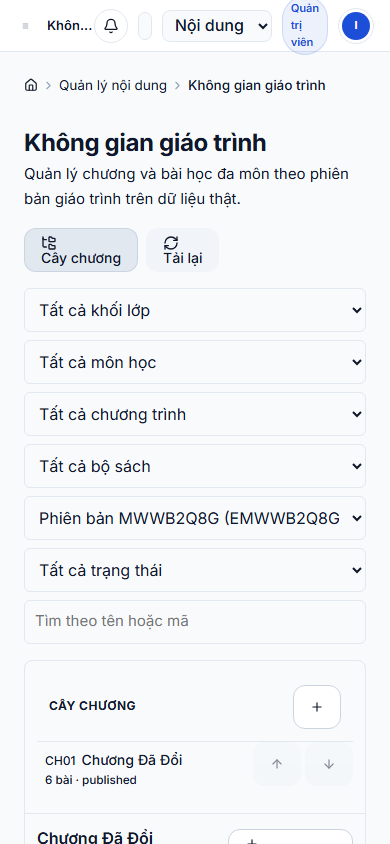 Khôn...
Nội dung
Quản
trị
viên
I
Quản lý nội dung
Không gian giáo trình
Không gian giáo trình
Quản lý chương và bài học đa môn theo phiên
bản giáo trình trên dữ liệu thật.
Cây chương
Tải lại
Tất cả khối lớp
Tất cả môn học
Tất cả chương trình
Tất cả bộ sách
Phiên bản MWWB2Q8G (EMWWB2Q8G
Tất cả trạng thái
Tìm theo tên hoặc mã
CÂY CHƯƠNG
CH01 Chương Đã Đổi
6 bài · published
Chương Đã Đổi